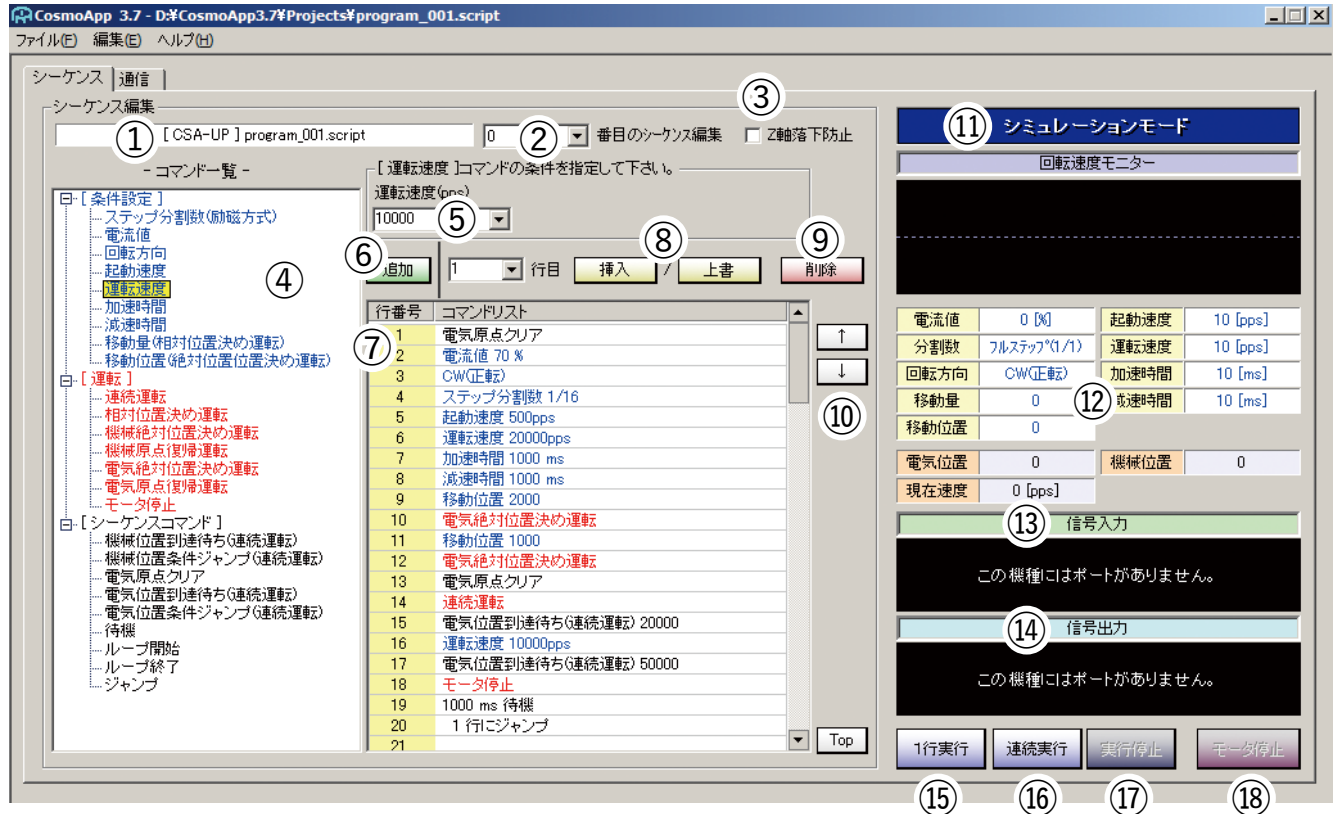 CosmoApp 3.7 - D:¥CosmoApp3.7¥Projects¥program_001.script
ファイル(F) 編集(E) ヘルプ(H)
シーケンス 通信
シーケンス編集
① [ CSA-UP ] program_001.script 0 ② 番目のシーケンス編集 ③ Z軸落下防止
- コマンド一覧 -
[ 条件設定 ]
ステップ分割数(励磁方式)
電流値
回転方向
起動速度
運転速度
加速時間
減速時間
移動量(相対位置決め運転)
移動位置(絶対位置位置決め運転)
[ 運転 ]
連続運転
相対位置決め運転
機械絶対位置決め運転
機械原点復帰運転
電気絶対位置決め運転
電気原点復帰運転
モータ停止
[ シーケンスコマンド ]
機械位置到達待ち(連続運転)
機械位置条件ジャンプ(連続運転)
電気原点クリア
電気位置到達待ち(連続運転)
電気位置条件ジャンプ(連続運転)
待機
ループ開始
ループ終了
ジャンプ
④
[ 運転速度 ]コマンドの条件を指定して下さい。
運転速度(pps)
10000 ⑤
⑥ 追加 1 行目 挿入 / 上書 ⑧ 削除 ⑨
行番号 コマンドリスト
⑦
1 電気原点クリア
2 電流値 70 %
3 CW(正転)
4 ステップ分割数 1/16
5 起動速度 500pps
6 運転速度 20000pps
7 加速時間 1000 ms
8 減速時間 1000 ms
9 移動位置 2000
10 電気絶対位置決め運転
11 移動位置 1000
12 電気絶対位置決め運転
13 電気原点クリア
14 連続運転
15 電気位置到達待ち(連続運転) 20000
16 運転速度 10000pps
17 電気位置到達待ち(連続運転) 50000
18 モータ停止
19 1000 ms 待機
20 1 行にジャンプ
21
↑
↓
⑩
Top
⑪ シミュレーションモード
回転速度モニター
電流値 0 [%] 起動速度 10 [pps]
分割数 フルステップ(1/1) 運転速度 10 [pps]
回転方向 CW(正転) 加速時間 10 [ms]
移動量 0 ⑫ 減速時間 10 [ms]
移動位置 0
電気位置 0 機械位置 0
現在速度 0 [pps]
⑬ 信号入力
この機種にはポートがありません。
⑭ 信号出力
この機種にはポートがありません。
1行実行 連続実行 実行停止 モータ停止
⑮ ⑯ ⑰ ⑱